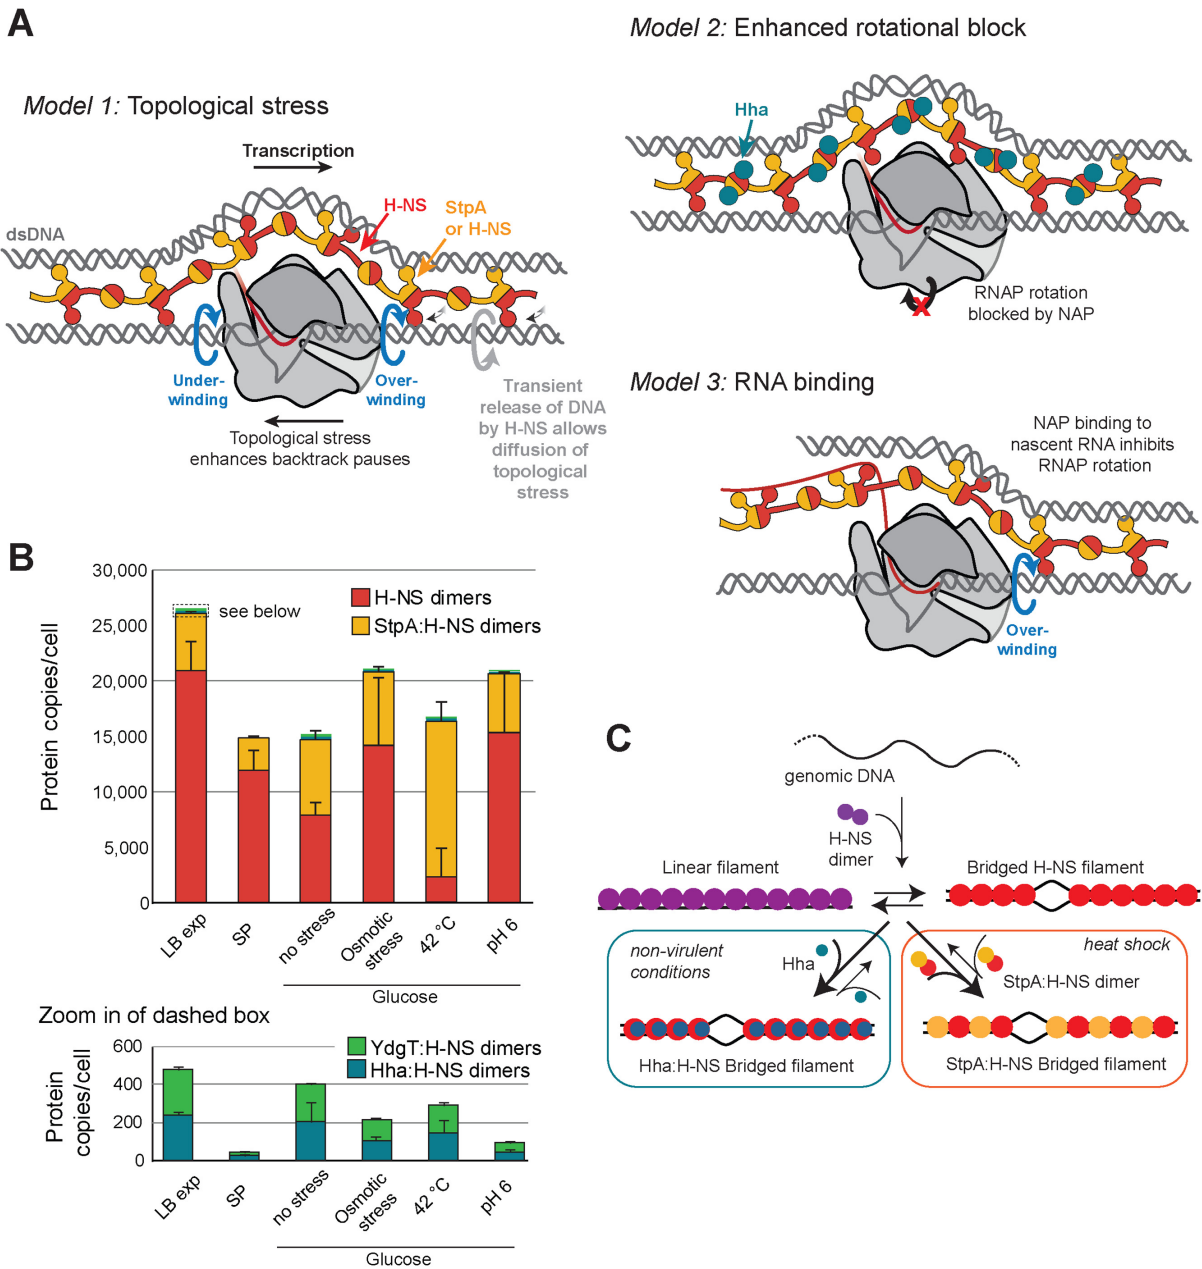 A
Model 1: Topological stress
Transcription
H-NS
StpA
or H-NS
dsDNA
Under-
winding
Over-
winding
Topological stress
enhances backtrack pauses
Transient
release of DNA
by H-NS allows
diffusion of
topological
stress
Model 2: Enhanced rotational block
Hha
X
RNAP rotation
blocked by NAP
Model 3: RNA binding
NAP binding to
nascent RNA inhibits
RNAP rotation
Over-
winding
B
30,000
25,000
20,000
15,000
10,000
5,000
0
Protein copies/cell
see below
H-NS dimers
StpA:H-NS dimers
LB exp
SP
no stress
Osmotic
stress
42 °C
pH 6
Glucose
Zoom in of dashed box
600
400
200
0
Protein
copies/cell
YdgT:H-NS dimers
Hha:H-NS dimers
LB exp
SP
no stress
Osmotic
stress
42 °C
pH 6
Glucose
C
genomic DNA
H-NS
dimer
Linear filament
Bridged H-NS filament
non-virulent
conditions
Hha
Hha:H-NS Bridged filament
heat shock
StpA:H-NS dimer
StpA:H-NS Bridged filament